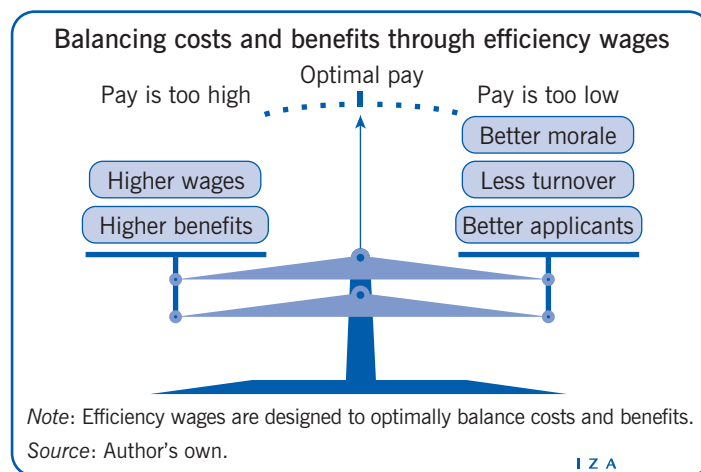 Balancing costs and benefits through efficiency wages
Optimal pay
Pay is too high
Pay is too low
Better morale
Higher wages
Less turnover
Higher benefits
Better applicants
Note: Efficiency wages are designed to optimally balance costs and benefits.
Source: Author's own.
I Z A